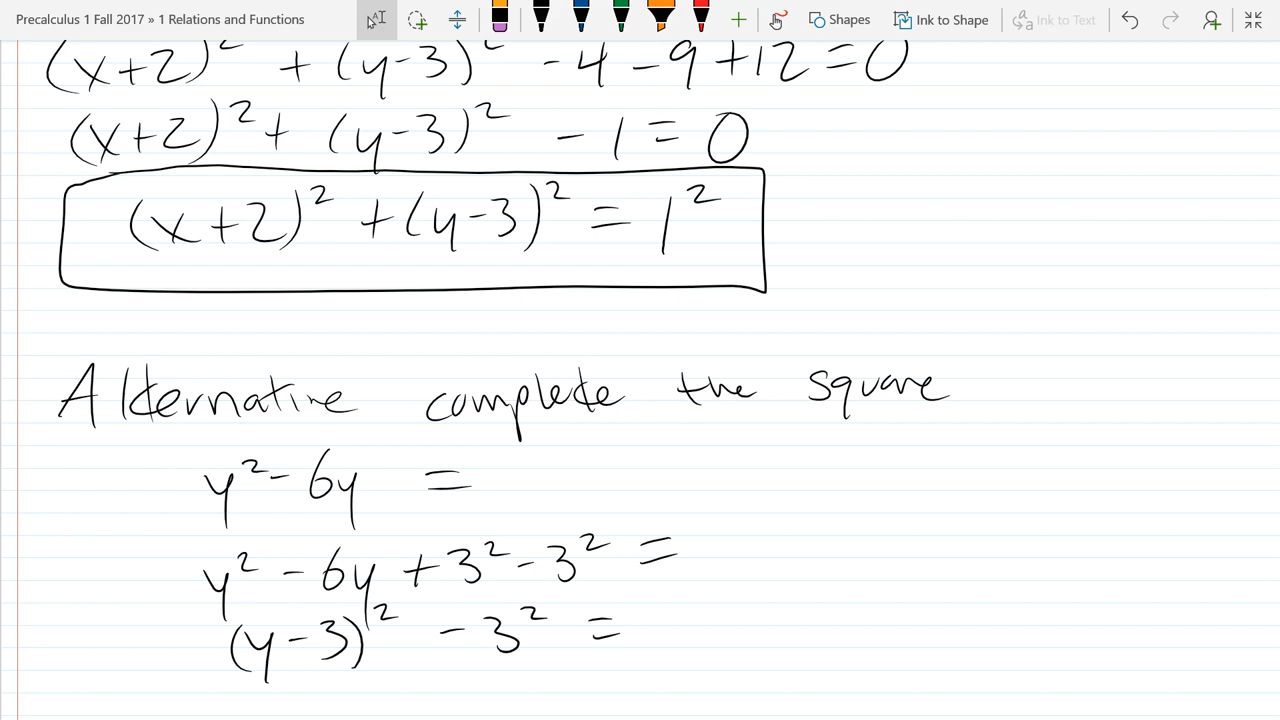 Precalculus 1 Fall 2017 » 1 Relations and Functions
Shapes
Ink to Shape
Ink to Text
(x+2)² + (y-3)² - 4 - 9 + 12 = 0
(x+2)² + (y-3)² - 1 = 0
(x+2)² + (y-3)² = 1²
Alternative complete the square
y² - 6y =
y² - 6y + 3² - 3² =
(y-3)² - 3² =